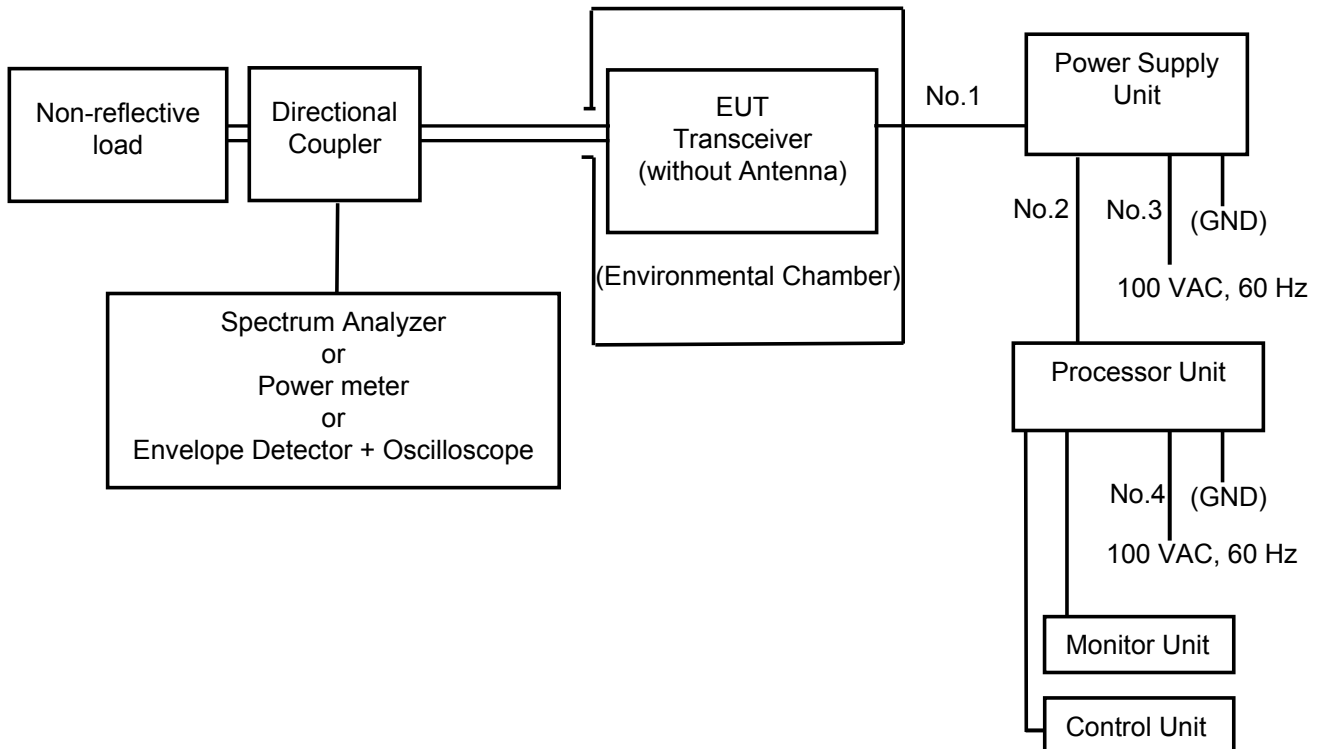 Non-reflective
load
Directional
Coupler
EUT
Transceiver
(without Antenna)
No.1
Power Supply
Unit
(Environmental Chamber)
No.2
No.3
(GND)
100 VAC, 60 Hz
Spectrum Analyzer
or
Power meter
or
Envelope Detector + Oscilloscope
Processor Unit
No.4
(GND)
100 VAC, 60 Hz
Monitor Unit
Control Unit